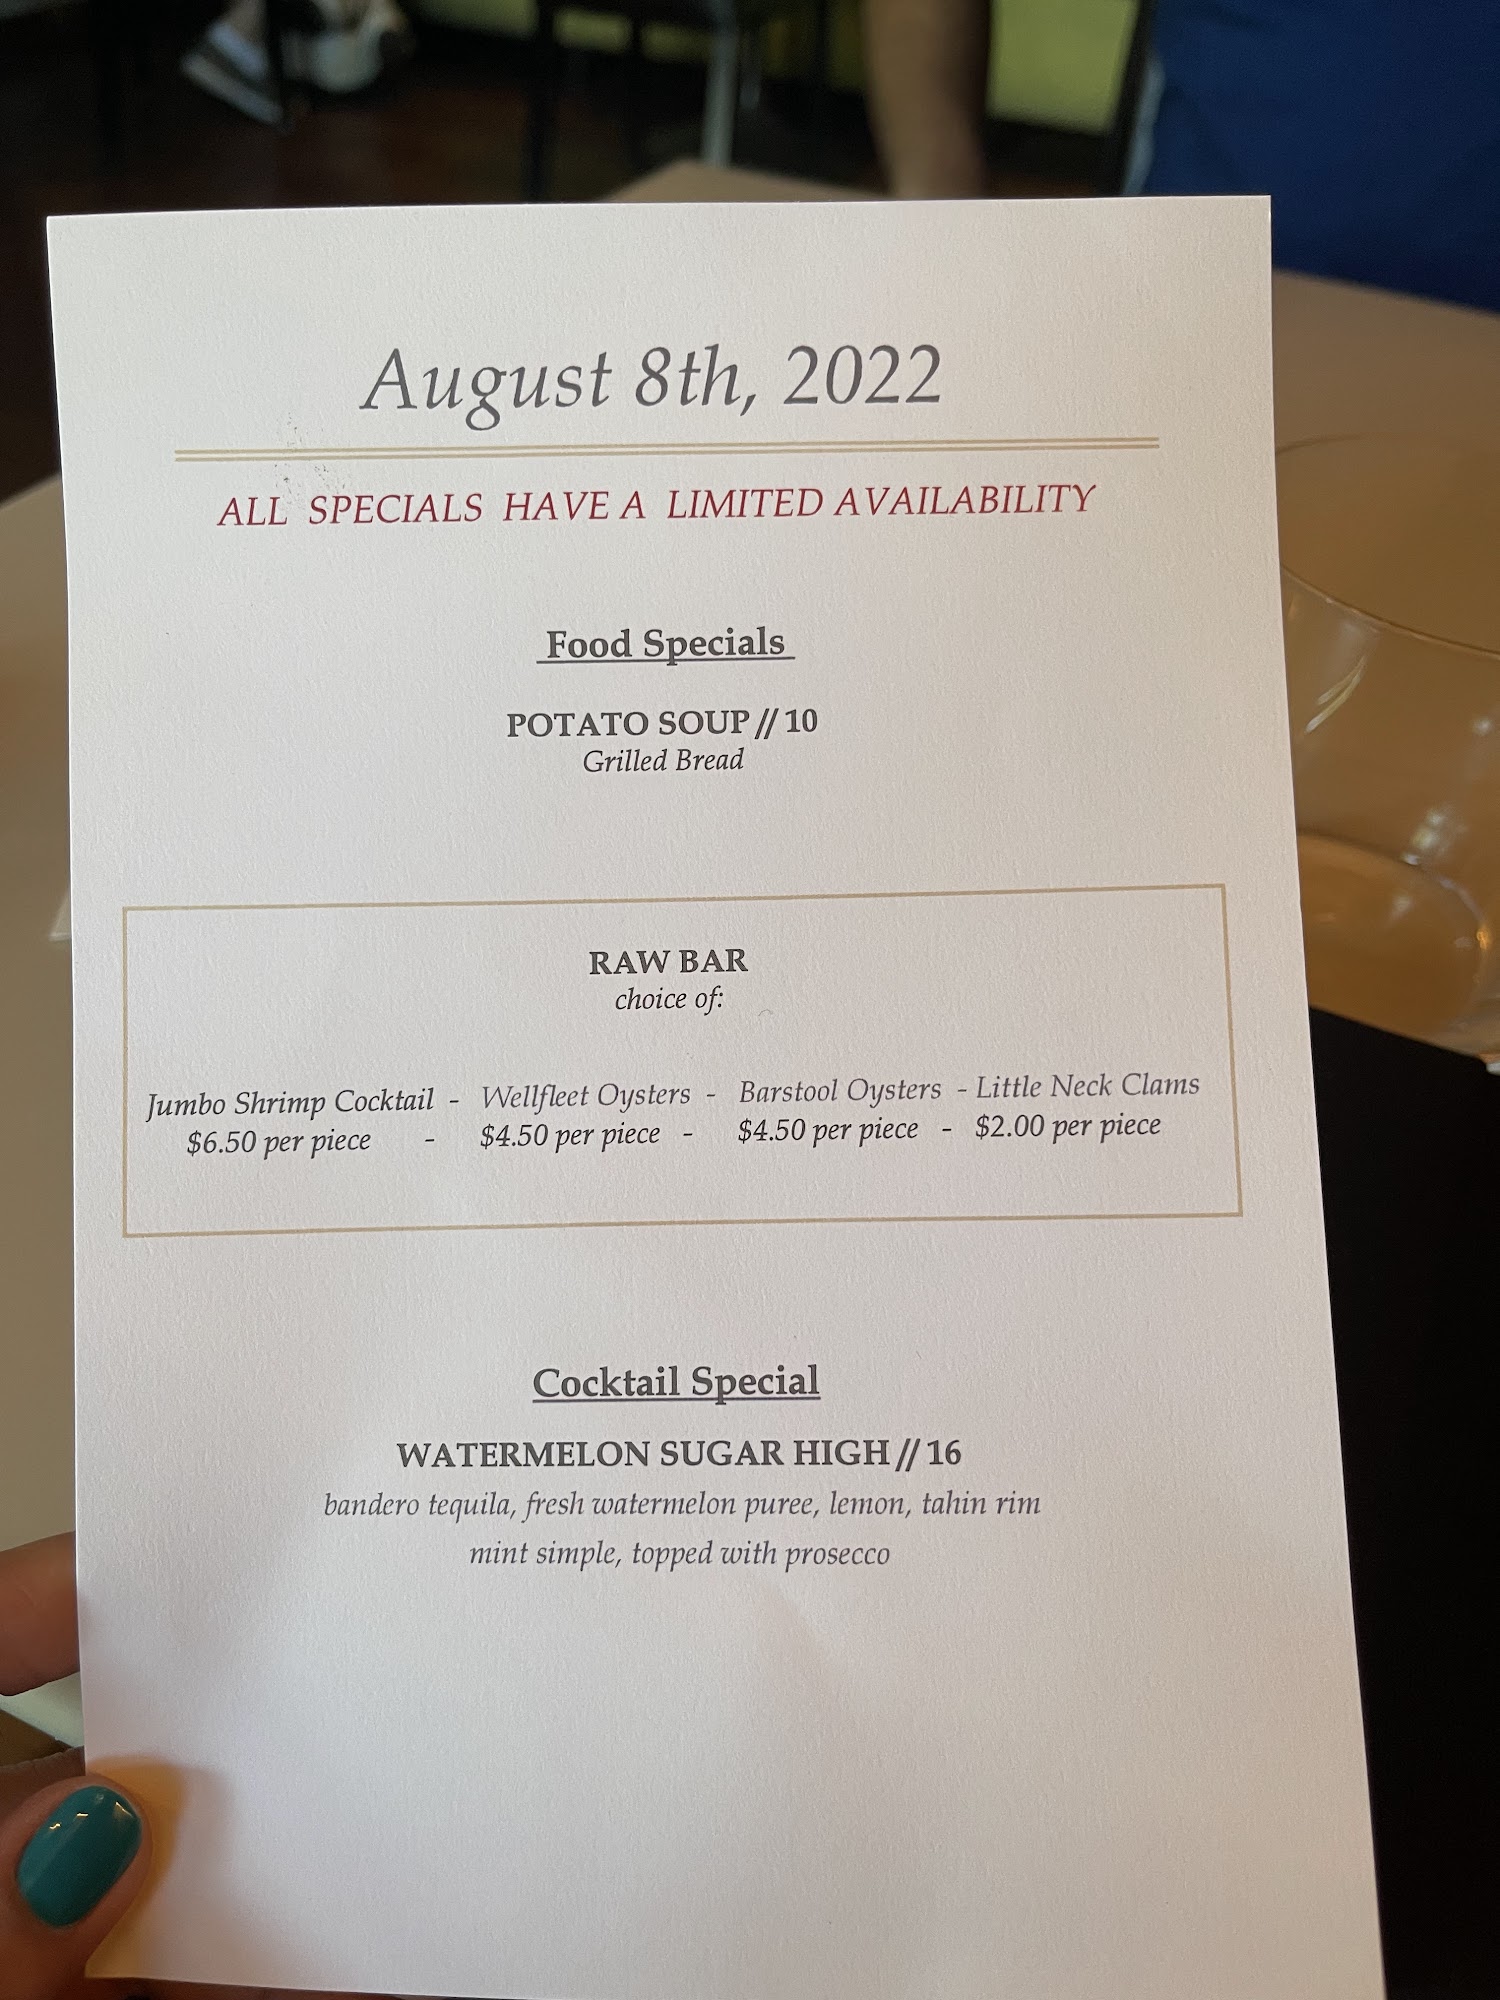 August 8th, 2022
ALL SPECIALS HAVE A LIMITED AVAILABILITY
Food Specials
POTATO SOUP // 10
Grilled Bread
RAW BAR
choice of:
Jumbo Shrimp Cocktail - Wellfleet Oysters - Barstool Oysters - Little Neck Clams
$6.50 per piece - $4.50 per piece - $4.50 per piece - $2.00 per piece
Cocktail Special
WATERMELON SUGAR HIGH // 16
bandero tequila, fresh watermelon puree, lemon, tahin rim
mint simple, topped with prosecco